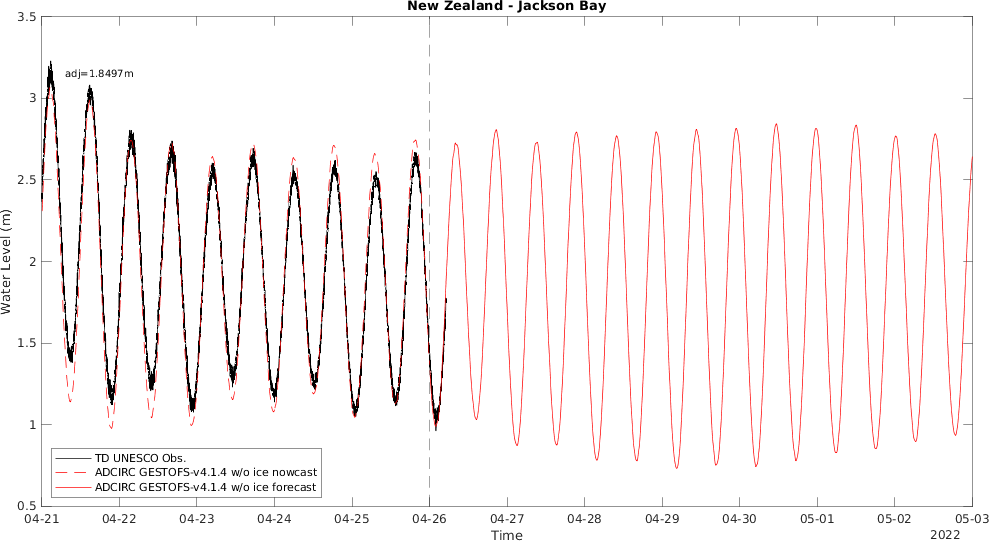 New Zealand - Jackson Bay
adj=1.8497m
3.5
3
2.5
2
1.5
1
0.5
Water Level (m)
TD UNESCO Obs.
ADCIRC GESTOFS-v4.1.4 w/o ice nowcast
ADCIRC GESTOFS-v4.1.4 w/o ice forecast
04-21 04-22 04-23 04-24 04-25 04-26 04-27 04-28 04-29 04-30 05-01 05-02 05-03
Time
2022